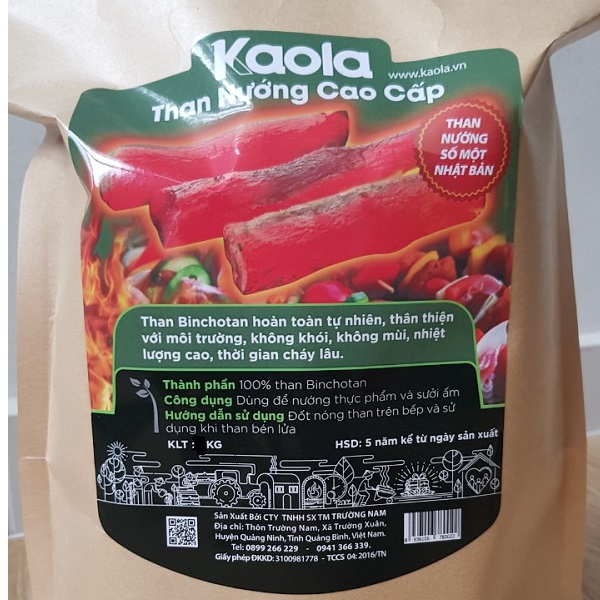 Kaola
www.kaola.vn
Than Nướng Cao Cấp
THAN
NƯỚNG
SỐ MỘT
NHẬT BẢN
Than Binchotan hoàn toàn tự nhiên, thân thiện
với môi trường, không khói, không mùi, nhiệt
lượng cao, thời gian cháy lâu.
Thành phần 100% than Binchotan
Công dụng Dùng để nướng thực phẩm và sưởi ấm
Hướng dẫn sử dụng Đốt nóng than trên bếp và sử
dụng khi than bén lửa
KLT : KG
HSD: 5 năm kể từ ngày sản xuất
Sản Xuất Bởi CTY TNHH SX TM TRƯỜNG NAM
Địa chỉ: Thôn Trường Nam, Xã Trường Xuân,
Huyện Quảng Ninh, Tỉnh Quảng Bình, Việt Nam.
Tel: 0899 266 229 - 0941 366 339.
Giấy phép ĐKKD: 3100981778 - TCCS 04:2016/TN